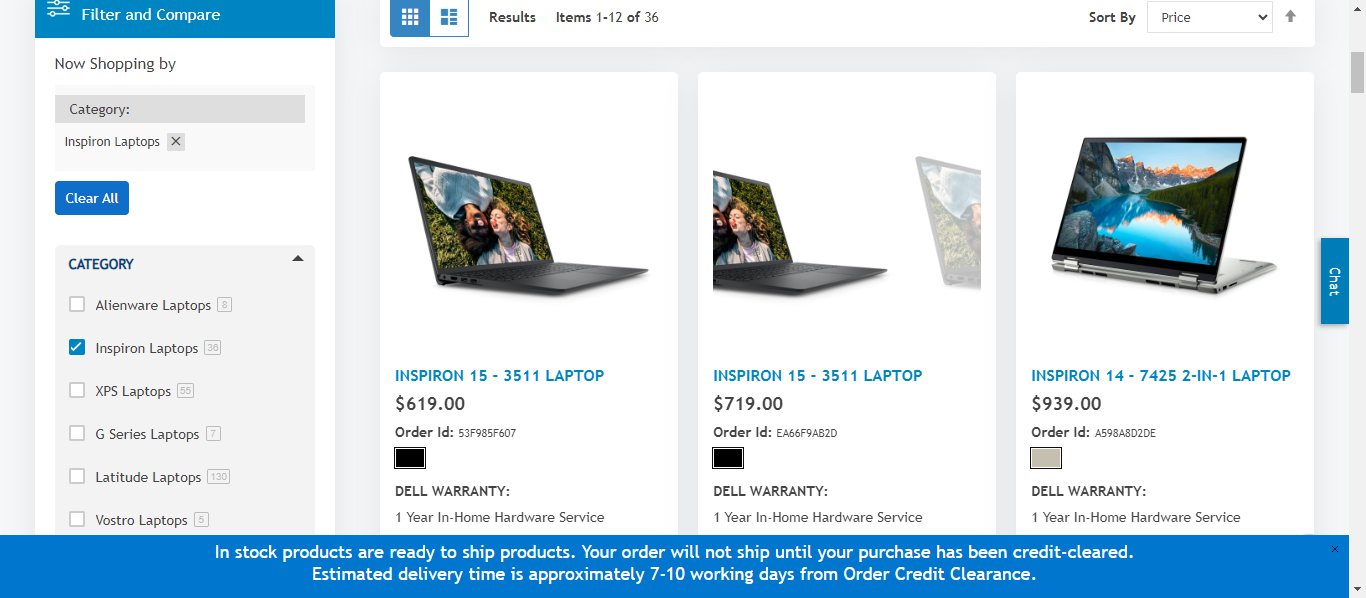 Filter and Compare
Now Shopping by
Category:
Inspiron Laptops
Clear All
CATEGORY
Alienware Laptops 8
Inspiron Laptops 36
XPS Laptops 55
G Series Laptops 7
Latitude Laptops 130
Vostro Laptops 5
Results Items 1-12 of 36
Sort By Price
INSPIRON 15 - 3511 LAPTOP
$619.00
Order Id: 53F985F607
DELL WARRANTY:
1 Year In-Home Hardware Service
INSPIRON 15 - 3511 LAPTOP
$719.00
Order Id: EA66F9AB2D
DELL WARRANTY:
1 Year In-Home Hardware Service
INSPIRON 14 - 7425 2-IN-1 LAPTOP
$939.00
Order Id: A598A8D2DE
DELL WARRANTY:
1 Year In-Home Hardware Service
Chat
In stock products are ready to ship products. Your order will not ship until your purchase has been credit-cleared.
Estimated delivery time is approximately 7-10 working days from Order Credit Clearance.